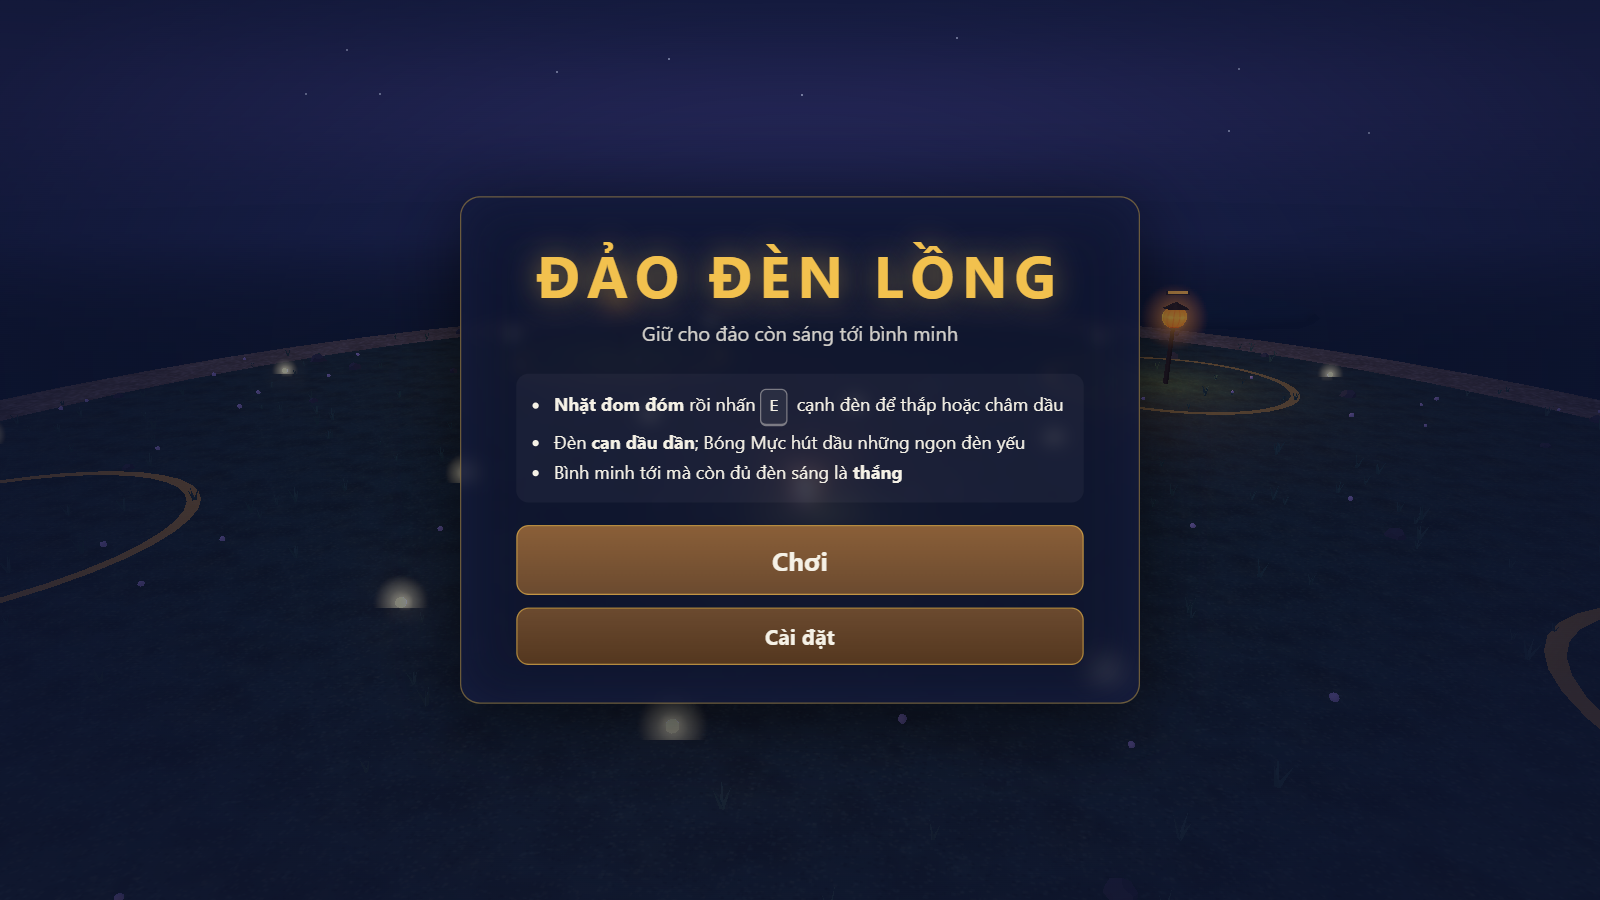 ĐẢO ĐÈN LỒNG
Giữ cho đảo còn sáng tới bình minh
Nhặt đom đóm rồi nhấn E cạnh đèn để thắp hoặc châm dầu
Đèn cạn dầu dần; Bóng Mực hút dầu những ngọn đèn yếu
Bình minh tới mà còn đủ đèn sáng là thắng
Chơi
Cài đặt